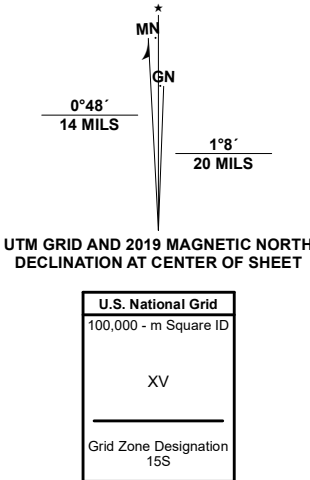 ★
MN
GN
0°48´
14 MILS
1°8´
20 MILS
UTM GRID AND 2019 MAGNETIC NORTH
DECLINATION AT CENTER OF SHEET
U.S. National Grid
100,000 - m Square ID
XV
Grid Zone Designation
15S